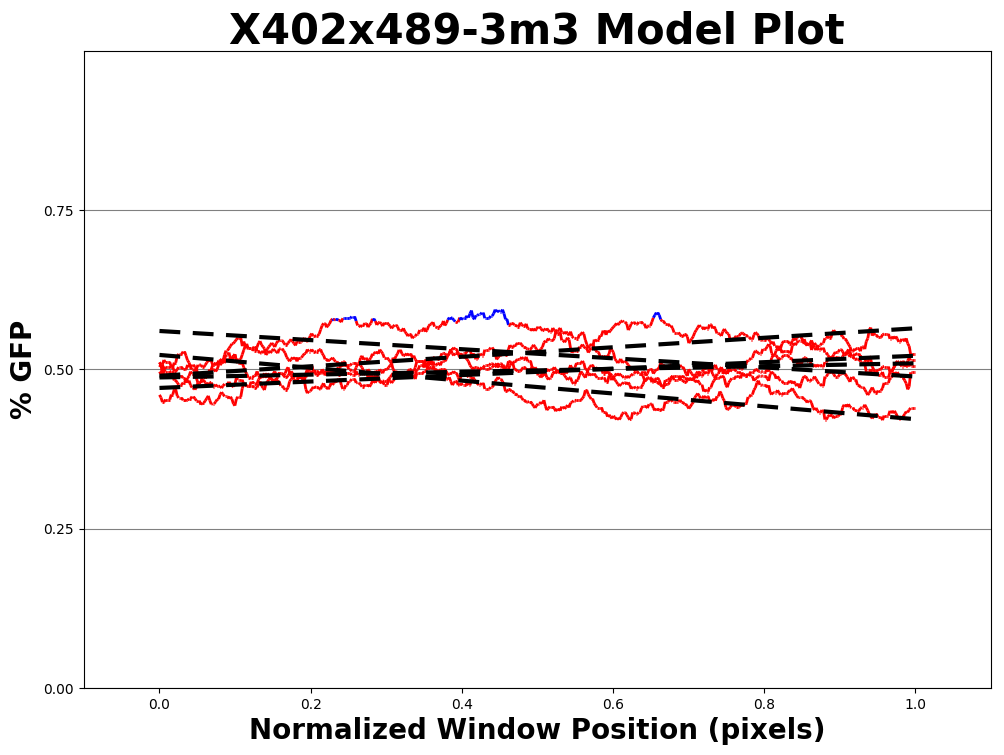 X402x489-3m3 Model Plot
% GFP
0.75
0.50
0.25
0.00
0.0 0.2 0.4 0.6 0.8 1.0
Normalized Window Position (pixels)